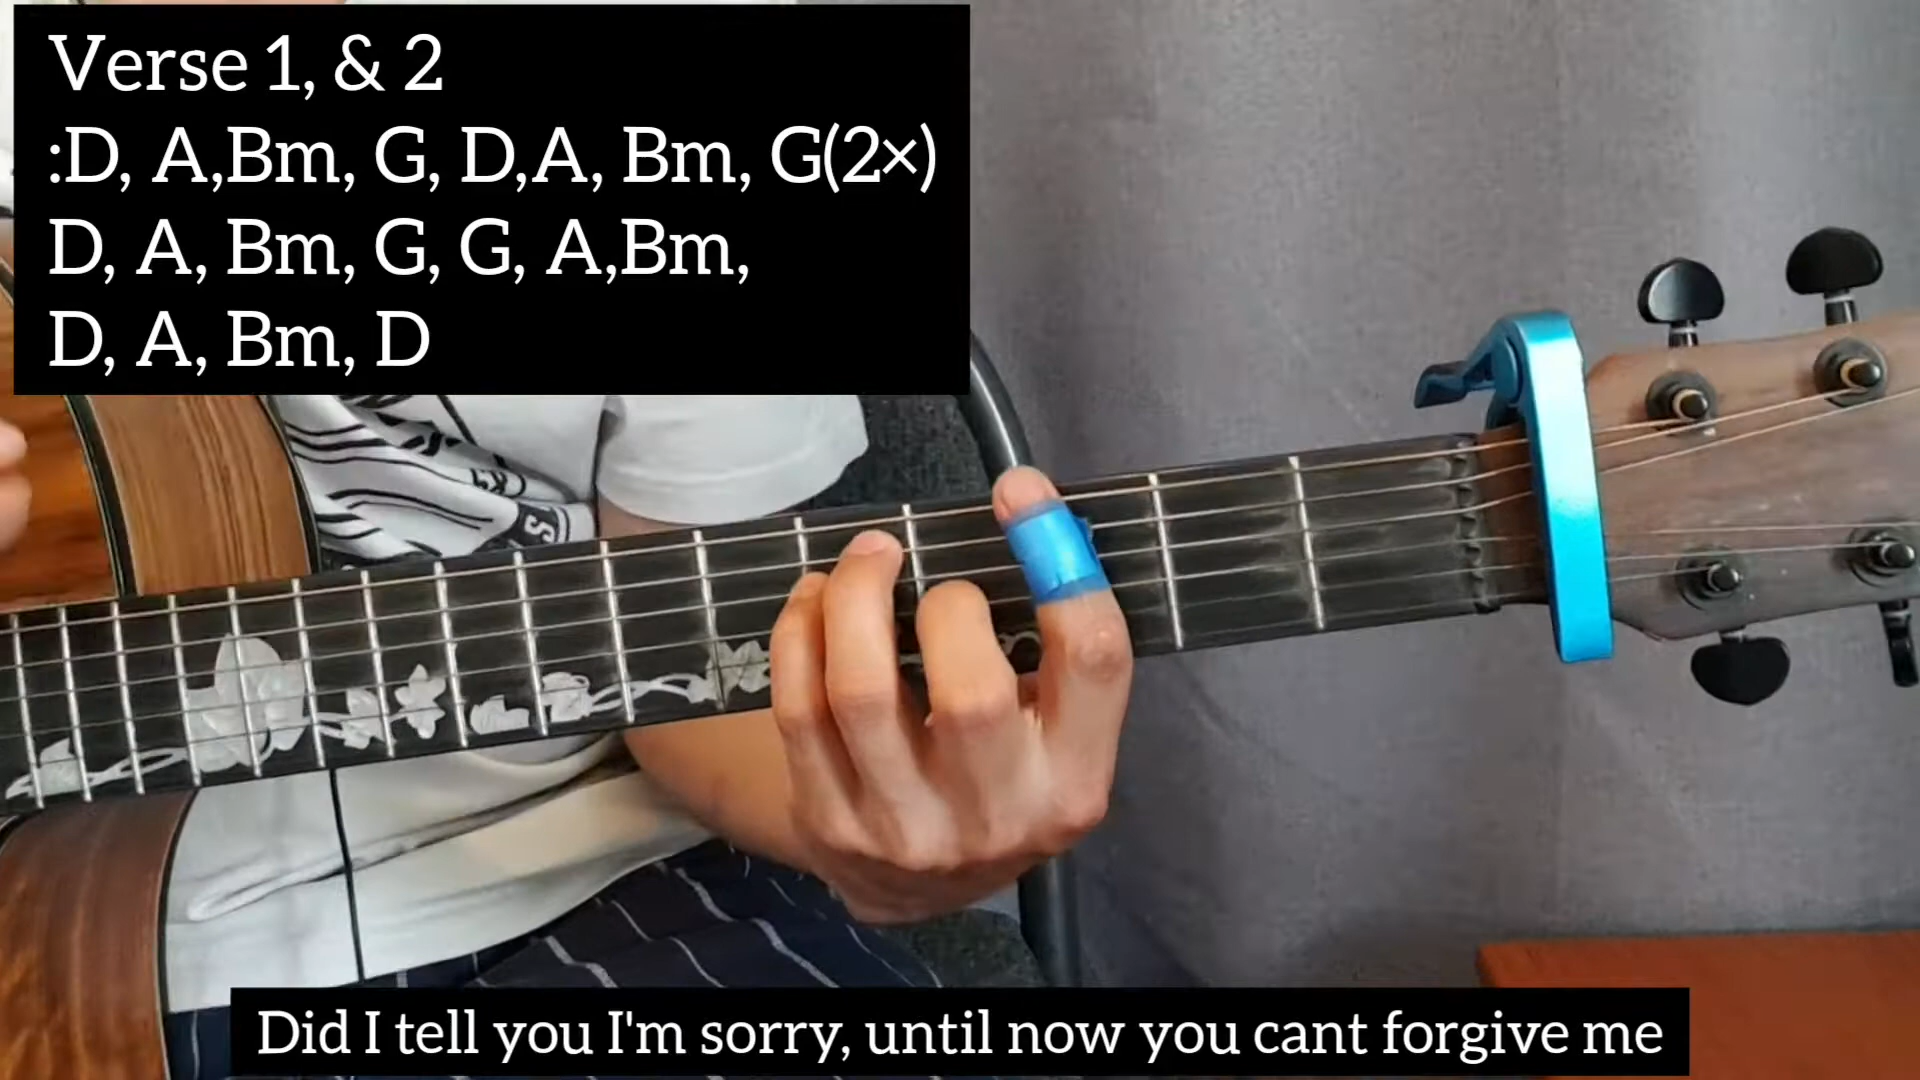 Verse 1, & 2
:D, A,Bm, G, D,A, Bm, G(2×)
D, A, Bm, G, G, A,Bm,
D, A, Bm, D
Did I tell you I'm sorry, until now you cant forgive me